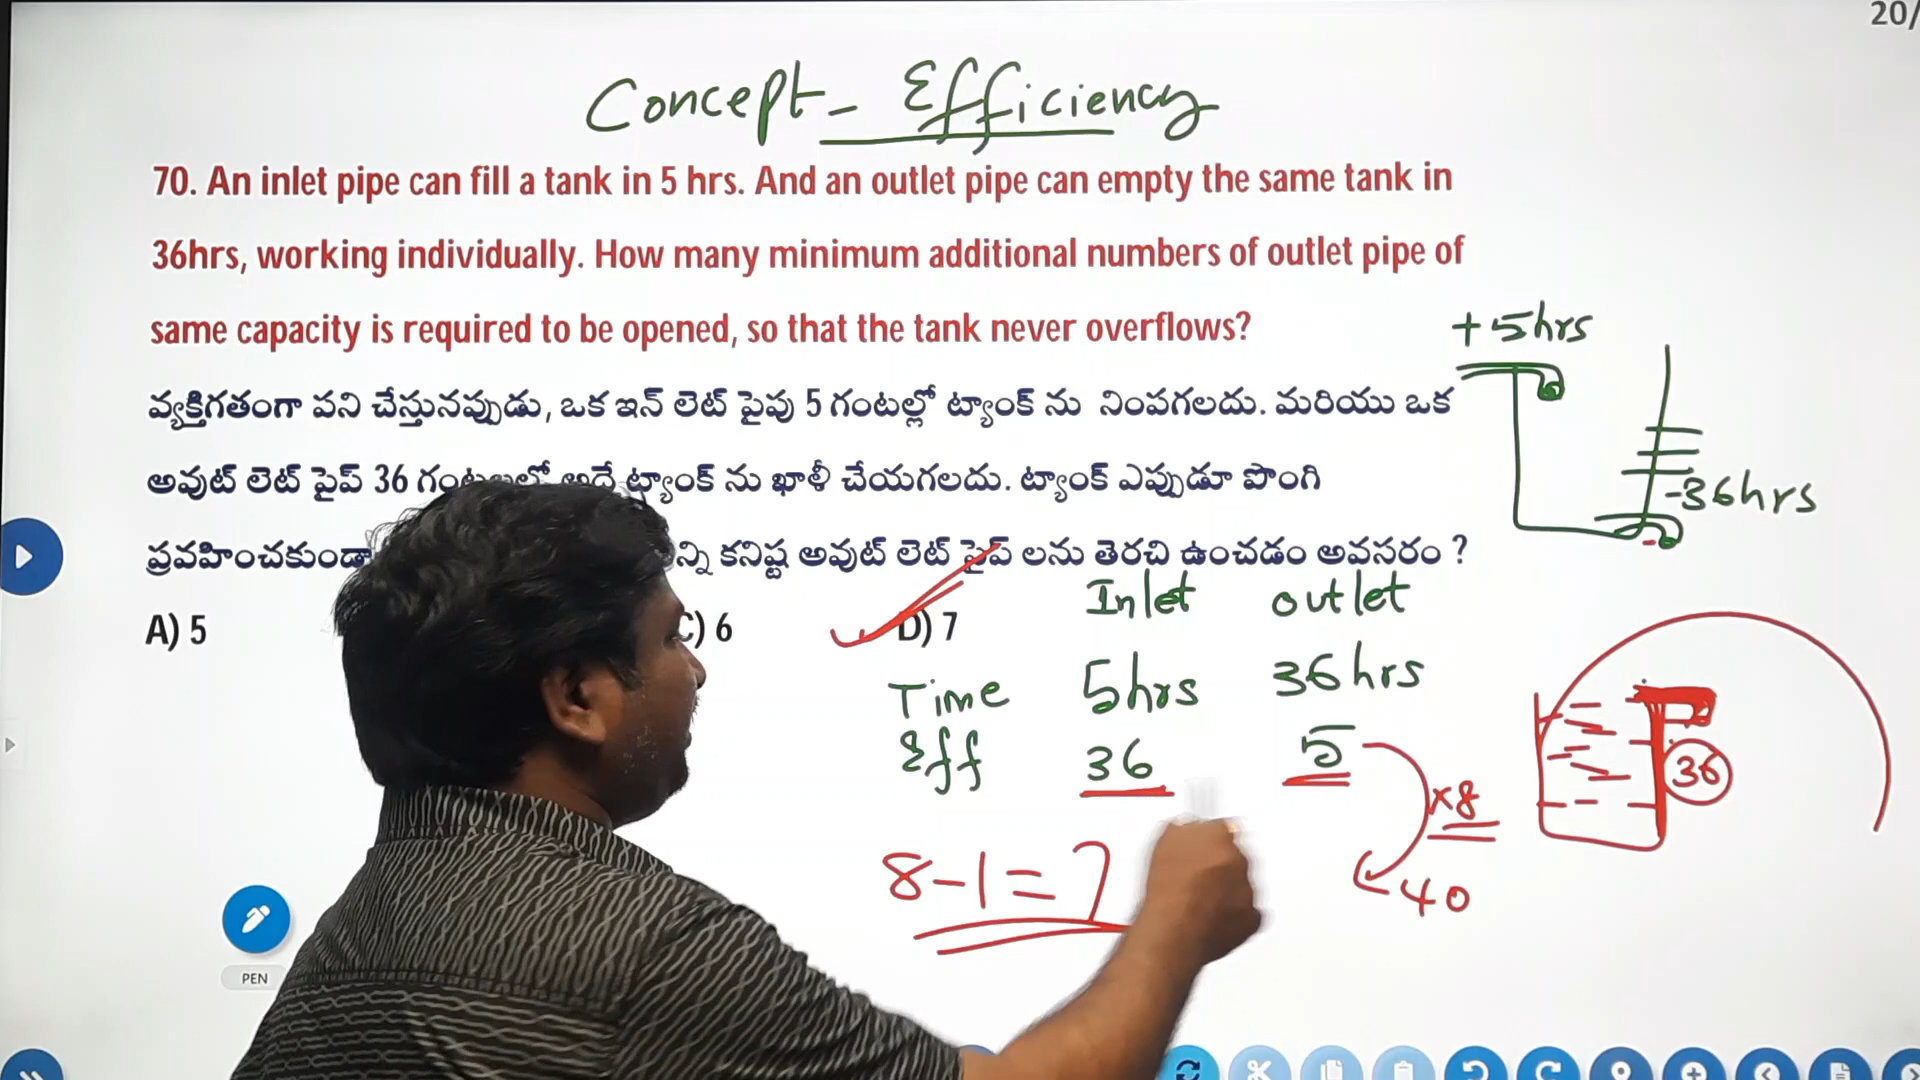 20/
Concept - Efficiency
70. An inlet pipe can fill a tank in 5 hrs. And an outlet pipe can empty the same tank in
36hrs, working individually. How many minimum additional numbers of outlet pipe of
same capacity is required to be opened, so that the tank never overflows?
+5hrs
వ్యక్తిగతంగా పని చేస్తునప్పుడు, ఒక ఇన్ లెట్ పైపు 5 గంటల్లో ట్యాంక్ ను నింపగలదు. మరియు ఒక
అవుట్ లెట్ పైప్ 36 అదే ట్యాంక్ ను ఖాళీ చేయగలదు. ట్యాంక్ ఎప్పుడూ పొంగి
-36hrs
ప్రవహించకుండా కనిష్ట అవుట్ లెట్ పైప్ లను తెరచి ఉంచడం అవసరం ?
Inlet outlet
A) 5 C) 6 D) 7
Time 5hrs 36hrs
Eff 36 5
36
×8
8-1=7
40
PEN